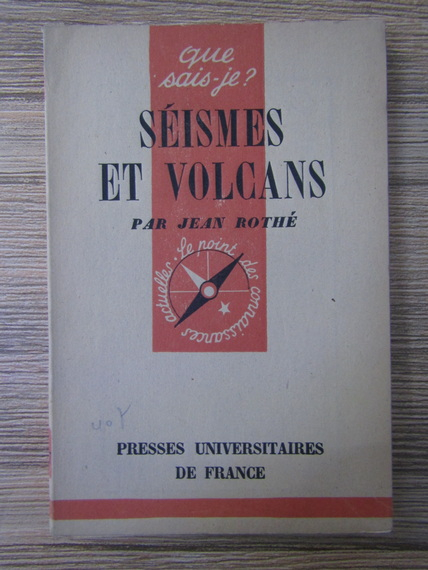 que
sais-je?
SÉISMES
ET VOLCANS
PAR JEAN ROTHÉ
Le point des connaissances actuelles.
PRESSES UNIVERSITAIRES
DE FRANCE